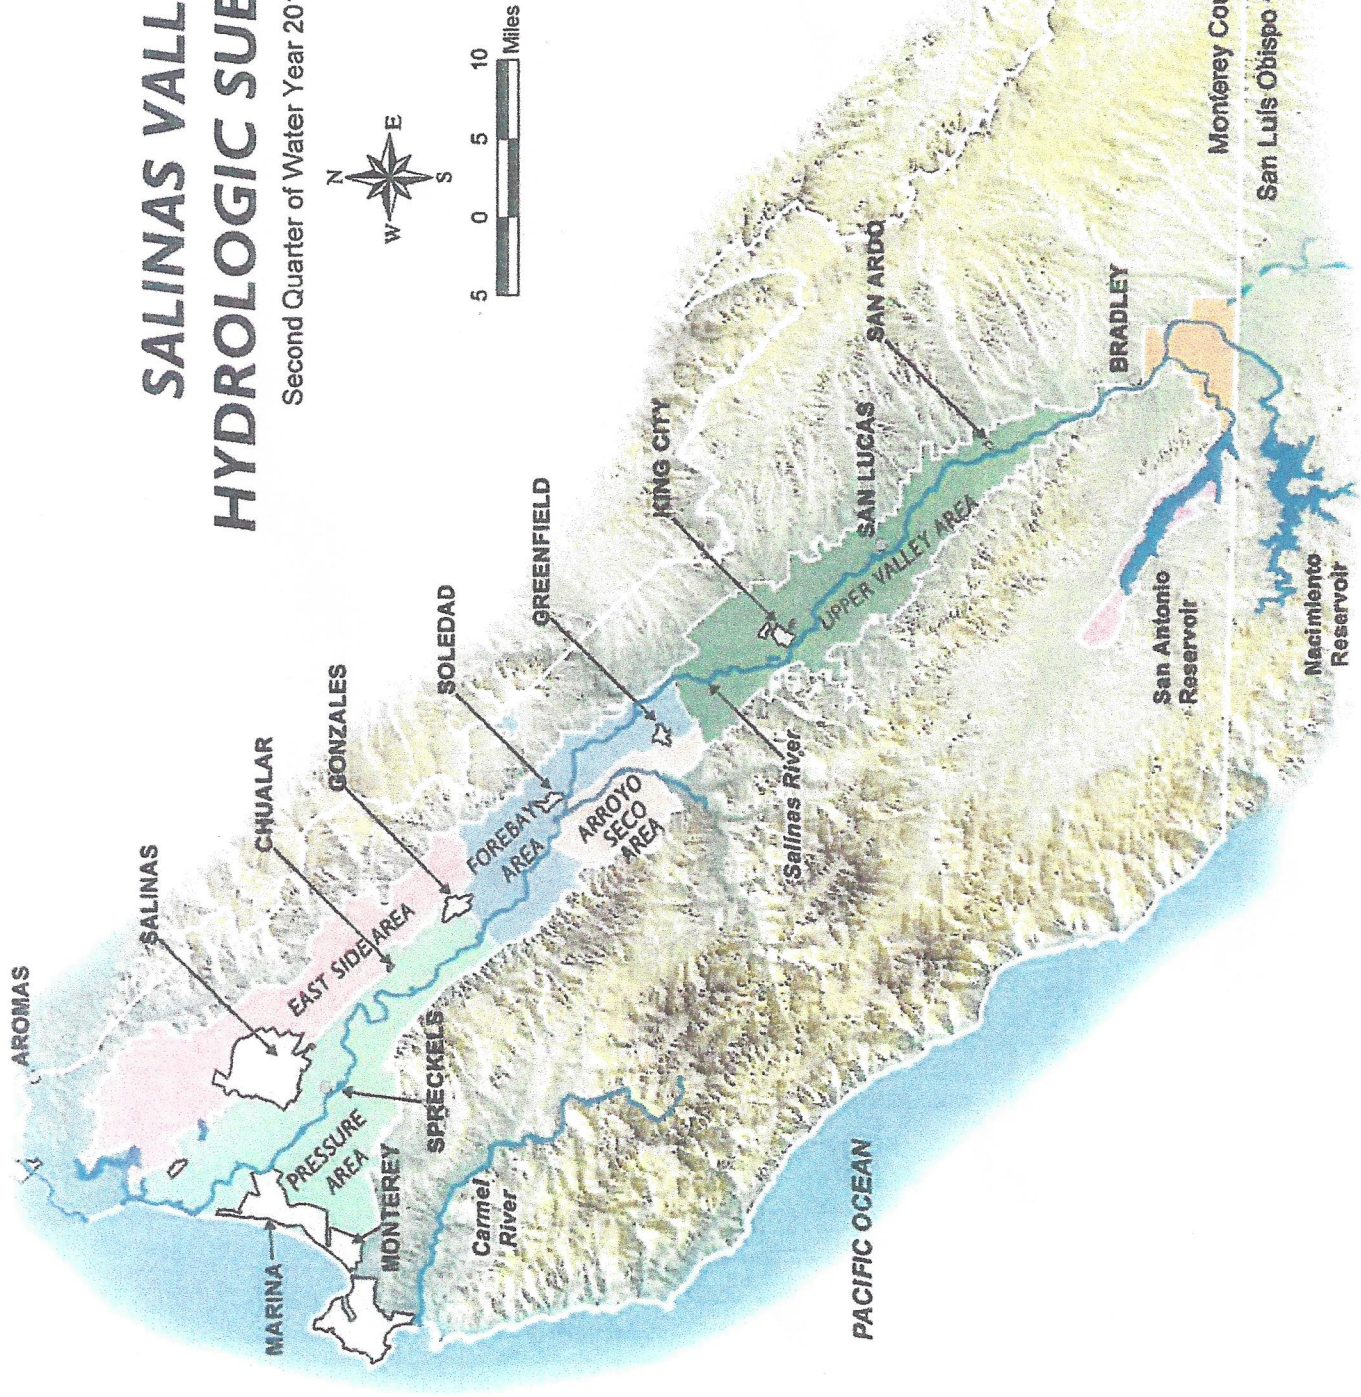 SALINAS VALL
HYDROLOGIC SUB
Second Quarter of Water Year 201
N
W
E
S
5 0 5 10
Miles
AROMAS
SALINAS
CHUALAR
GONZALES
SOLEDAD
GREENFIELD
KING CITY
SAN LUCAS
SAN ARDO
BRADLEY
Monterey Cou
San Luis Obispo
EAST SIDE AREA
FOREBAY
AREA
ARROYO
SECO
AREA
UPPER VALLEY AREA
PRESSURE
AREA
SPRECKELS
MARINA
MONTEREY
Carmel
River
Salinas River
San Antonio
Reservoir
Nacimiento
Reservoir
PACIFIC OCEAN